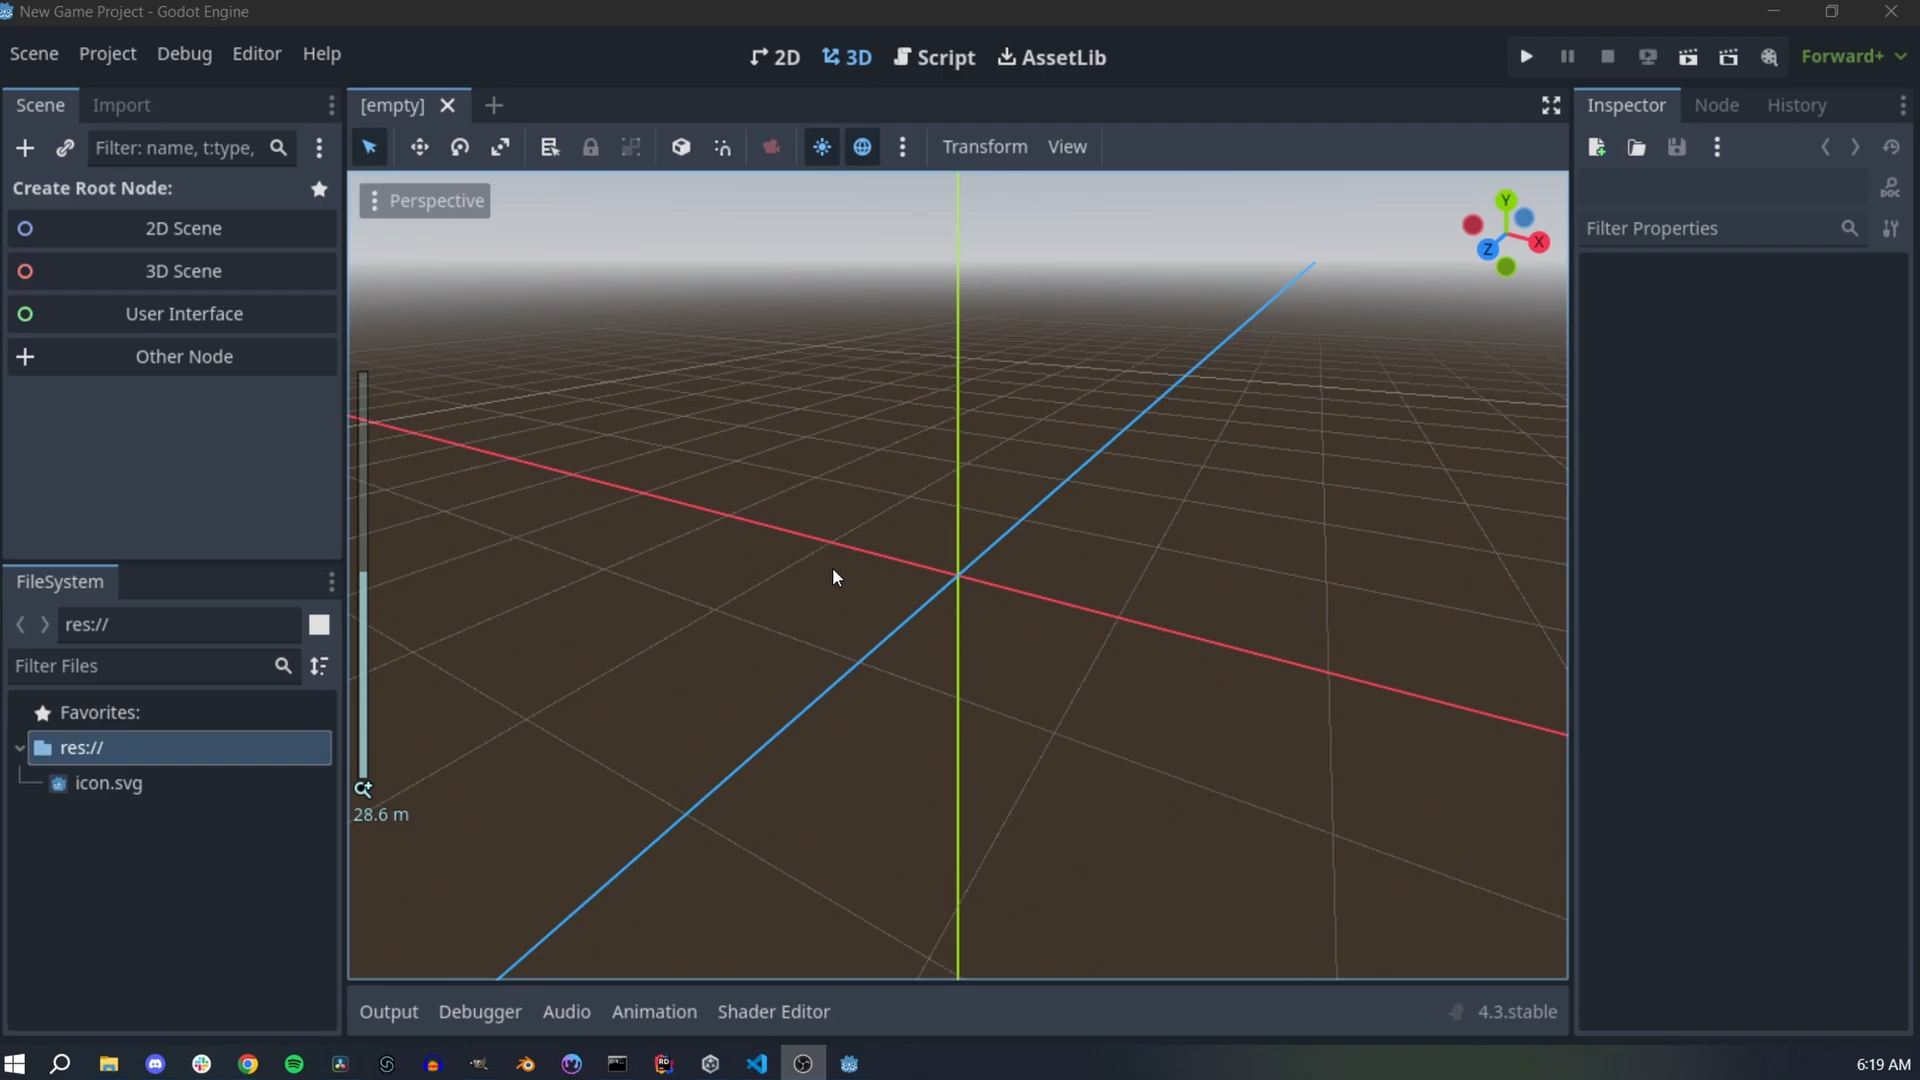 New Game Project - Godot Engine
Scene Project Debug Editor Help
2D 3D Script AssetLib
Forward+
Scene Import
Filter: name, t:type,
Create Root Node:
2D Scene
3D Scene
User Interface
Other Node
FileSystem
res://
Filter Files
Favorites:
res://
icon.svg
[empty]
Transform View
Perspective
Y
X
Z
28.6 m
Output Debugger Audio Animation Shader Editor
4.3.stable
Inspector Node History
DOC
Filter Properties
RD
6:19 AM